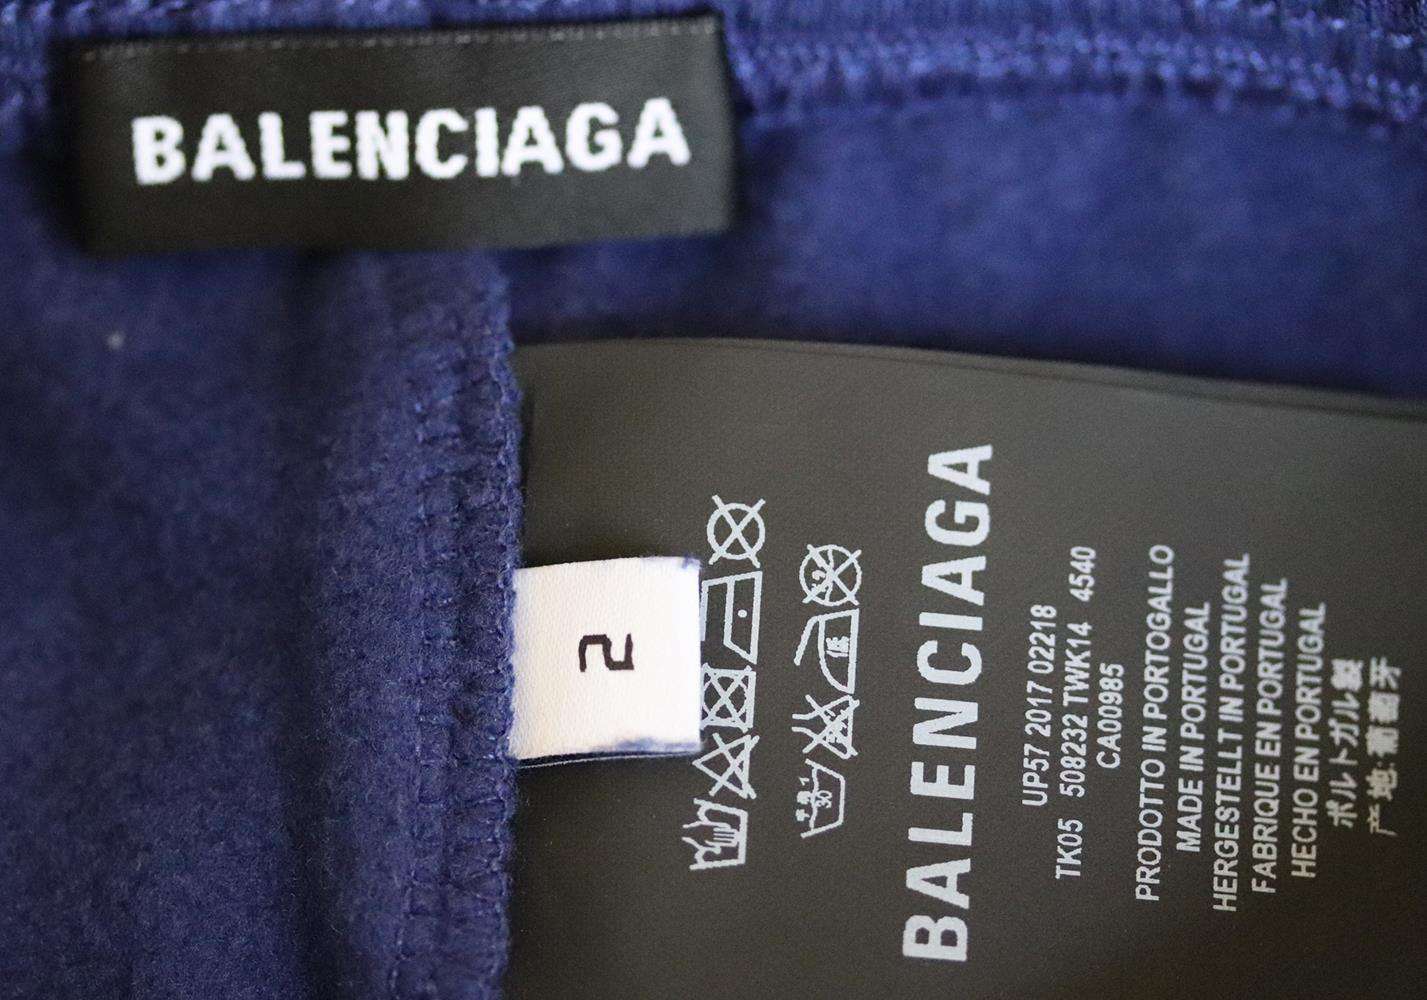 BALENCIAGA
2
BALENCIAGA
UP57 2017 02218
TK05 508232 TWK14 4540
CA00985
PRODOTTO IN PORTOGALLO
MADE IN PORTUGAL
HERGESTELLT IN PORTUGAL
FABRIQUE EN PORTUGAL
HECHO EN PORTUGAL
ポルトガル製
产地:葡萄牙